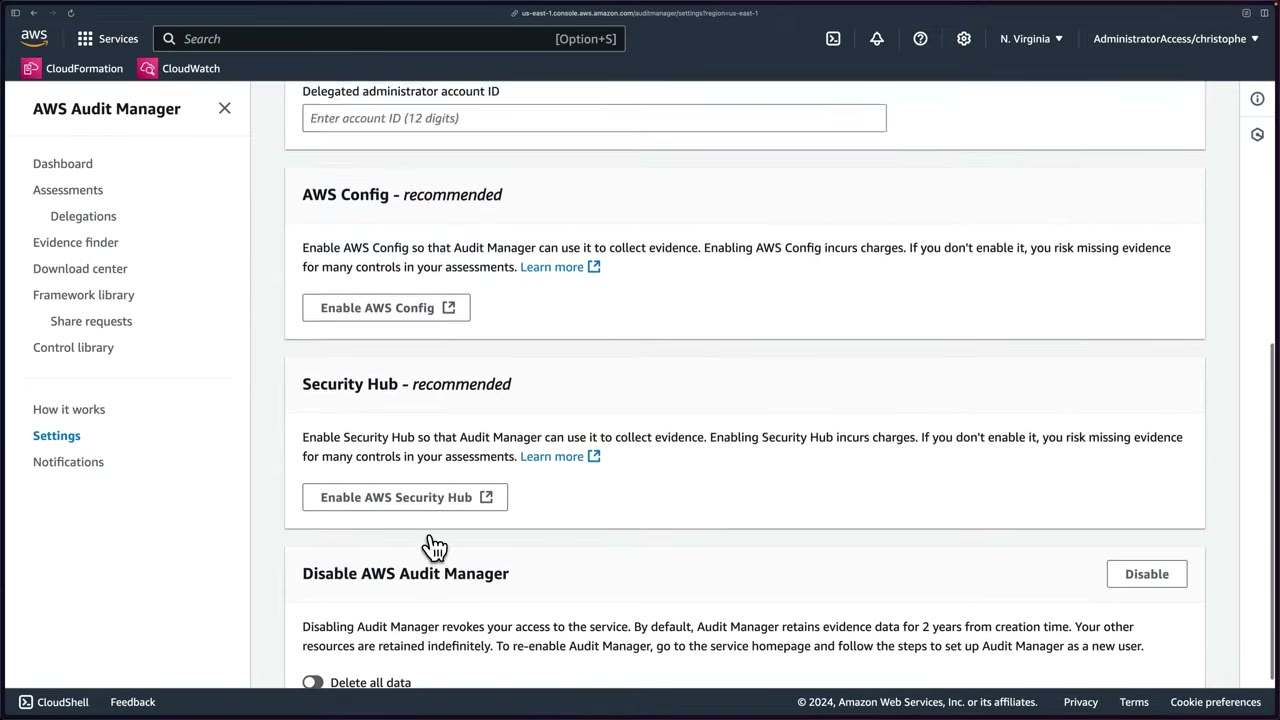 us-east-1.console.aws.amazon.com/auditmanager/settings?region=us-east-1
aws
Services
Search
[Option+S]
N. Virginia
AdministratorAccess/christophe
CloudFormation
CloudWatch
AWS Audit Manager
Dashboard
Assessments
Delegations
Evidence finder
Download center
Framework library
Share requests
Control library
How it works
Settings
Notifications
Delegated administrator account ID
Enter account ID (12 digits)
AWS Config - recommended
Enable AWS Config so that Audit Manager can use it to collect evidence. Enabling AWS Config incurs charges. If you don't enable it, you risk missing evidence
for many controls in your assessments. Learn more
Enable AWS Config
Security Hub - recommended
Enable Security Hub so that Audit Manager can use it to collect evidence. Enabling Security Hub incurs charges. If you don't enable it, you risk missing evidence
for many controls in your assessments. Learn more
Enable AWS Security Hub
Disable AWS Audit Manager
Disable
Disabling Audit Manager revokes your access to the service. By default, Audit Manager retains evidence data for 2 years from creation time. Your other
resources are retained indefinitely. To re-enable Audit Manager, go to the service homepage and follow the steps to set up Audit Manager as a new user.
Delete all data
CloudShell
Feedback
© 2024, Amazon Web Services, Inc. or its affiliates.
Privacy
Terms
Cookie preferences